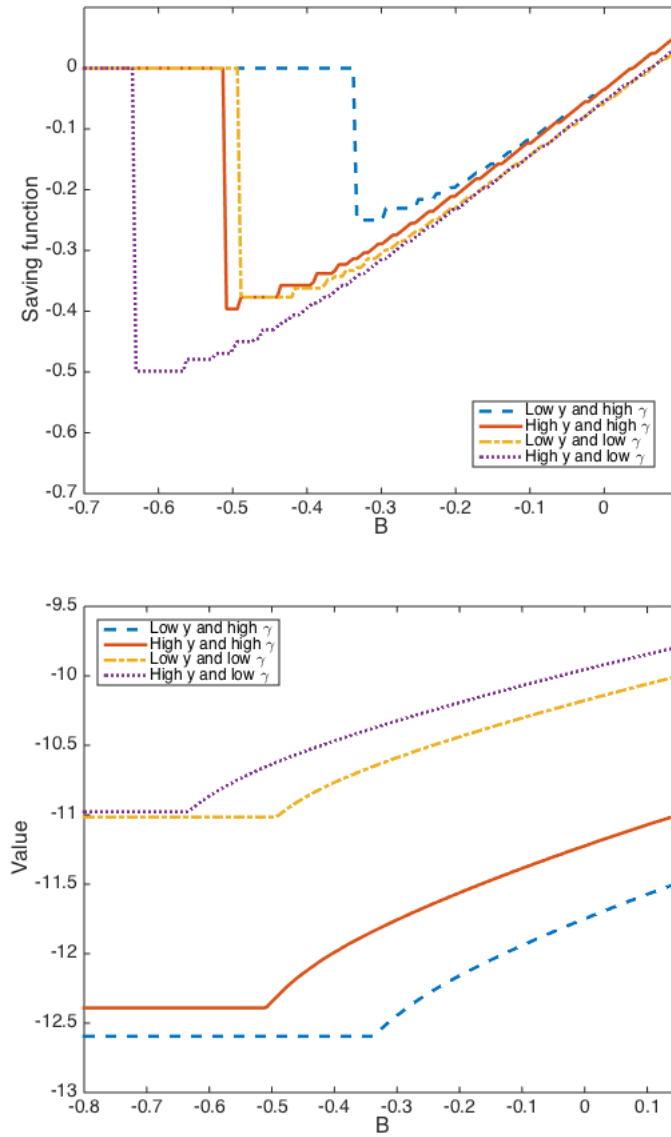 0
-0.1
-0.2
-0.3
-0.4
-0.5
-0.6
-0.7
Saving function
-0.7 -0.6 -0.5 -0.4 -0.3 -0.2 -0.1 0
B
Low y and high γ
High y and high γ
Low y and low γ
High y and low γ
-9.5
-10
-10.5
-11
-11.5
-12
-12.5
-13
Value
Low y and high γ
High y and high γ
Low y and low γ
High y and low γ
-0.8 -0.7 -0.6 -0.5 -0.4 -0.3 -0.2 -0.1 0 0.1
B